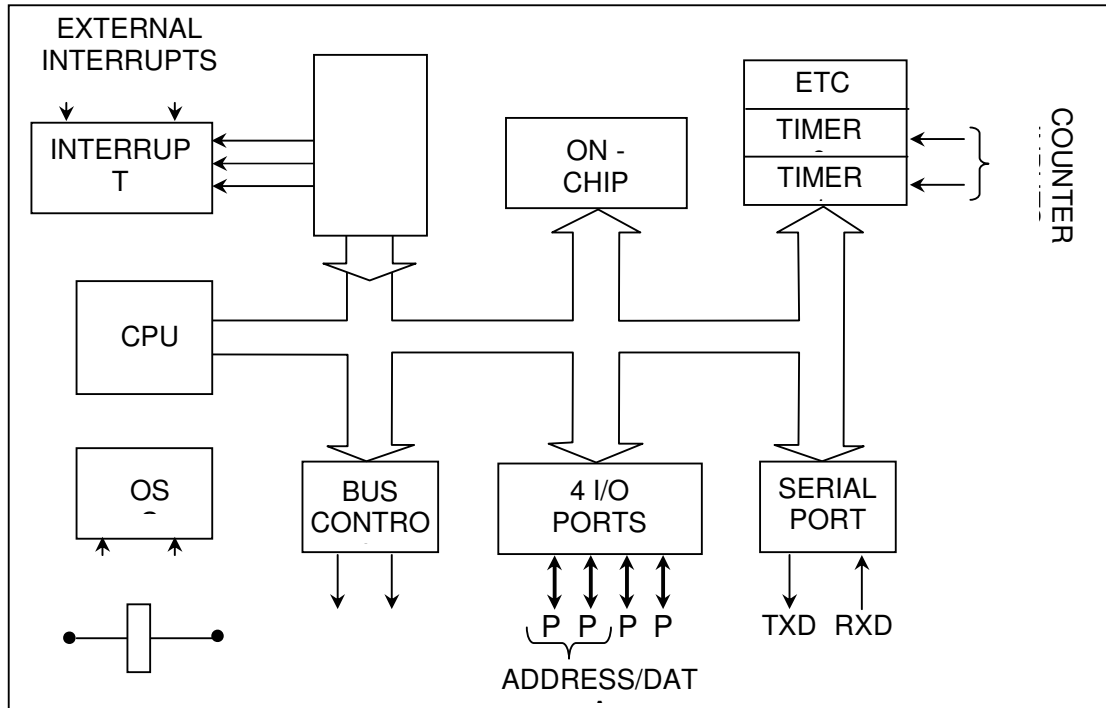 EXTERNAL
INTERRUPTS
INTERRUP
T
ON -
CHIP
ETC
TIMER
TIMER
COUNTER
CPU
OS
BUS
CONTRO
4 I/O
PORTS
SERIAL
PORT
P P P P
TXD RXD
ADDRESS/DAT